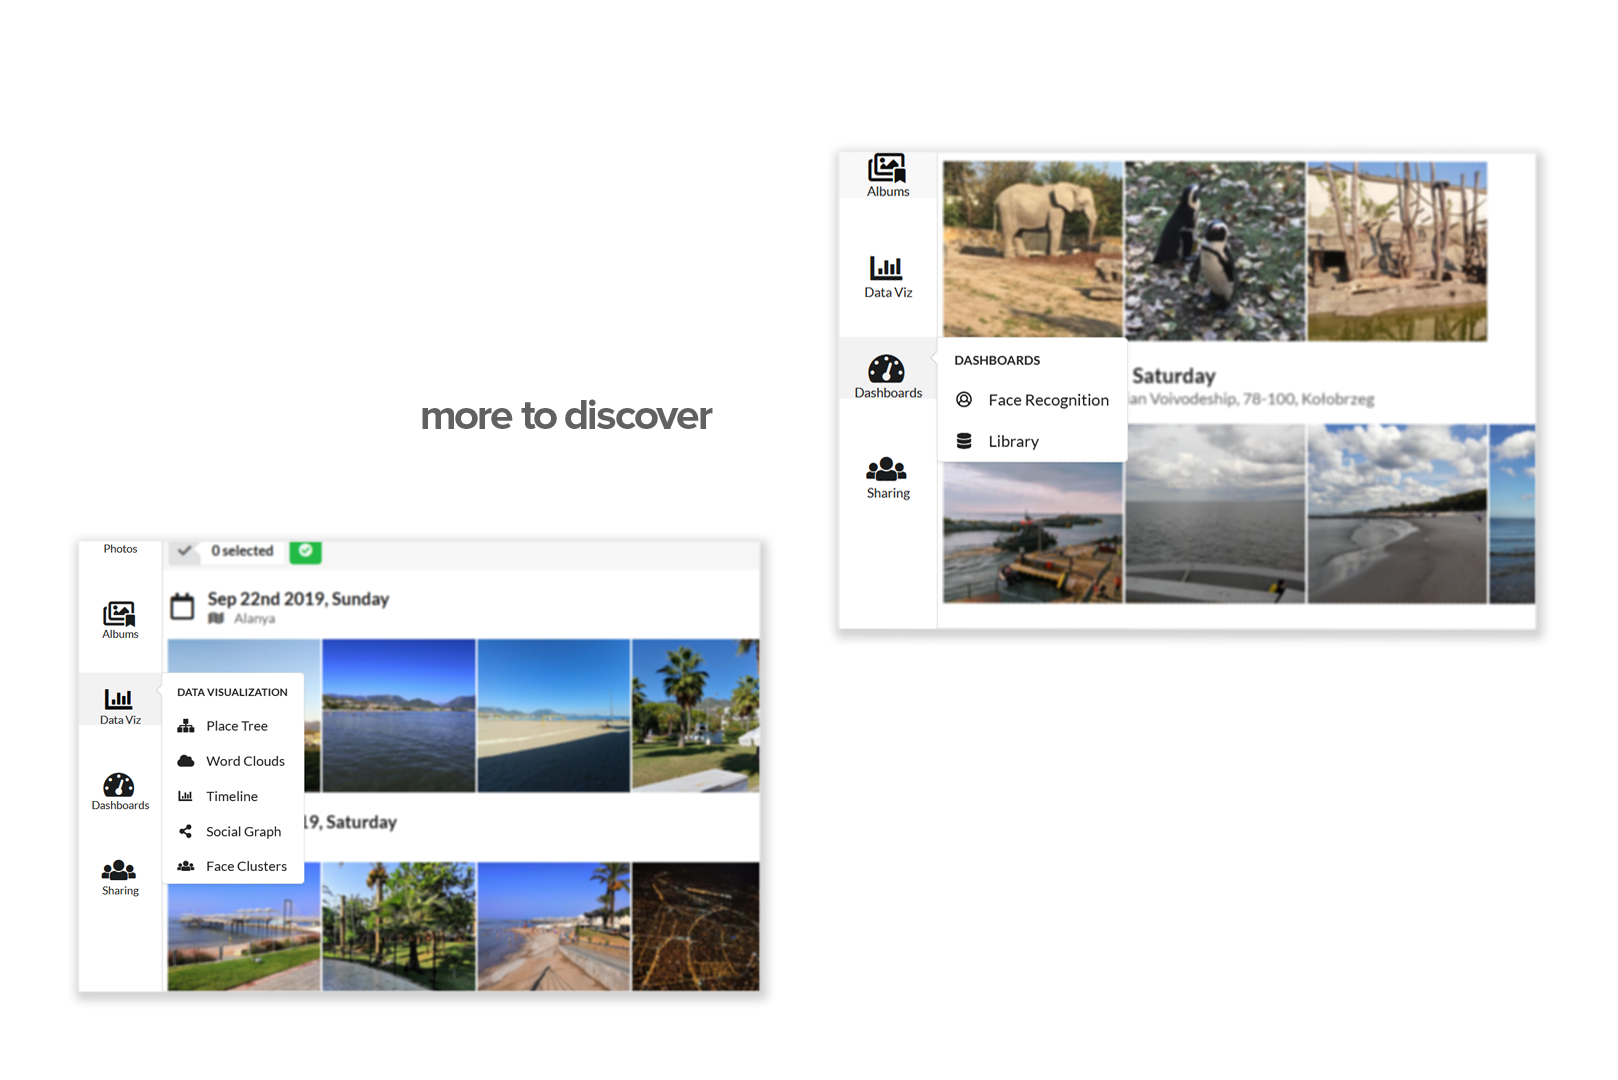 more to discover
Photos
0 selected
Sep 22nd 2019, Sunday
Alanya
Albums
Data Viz
DATA VISUALIZATION
Place Tree
Word Clouds
Timeline
Social Graph
Face Clusters
19, Saturday
Dashboards
Sharing
Albums
Data Viz
Dashboards
DASHBOARDS
Face Recognition
Library
Saturday
ian Voivodeship, 78-100, Kołobrzeg
Sharing